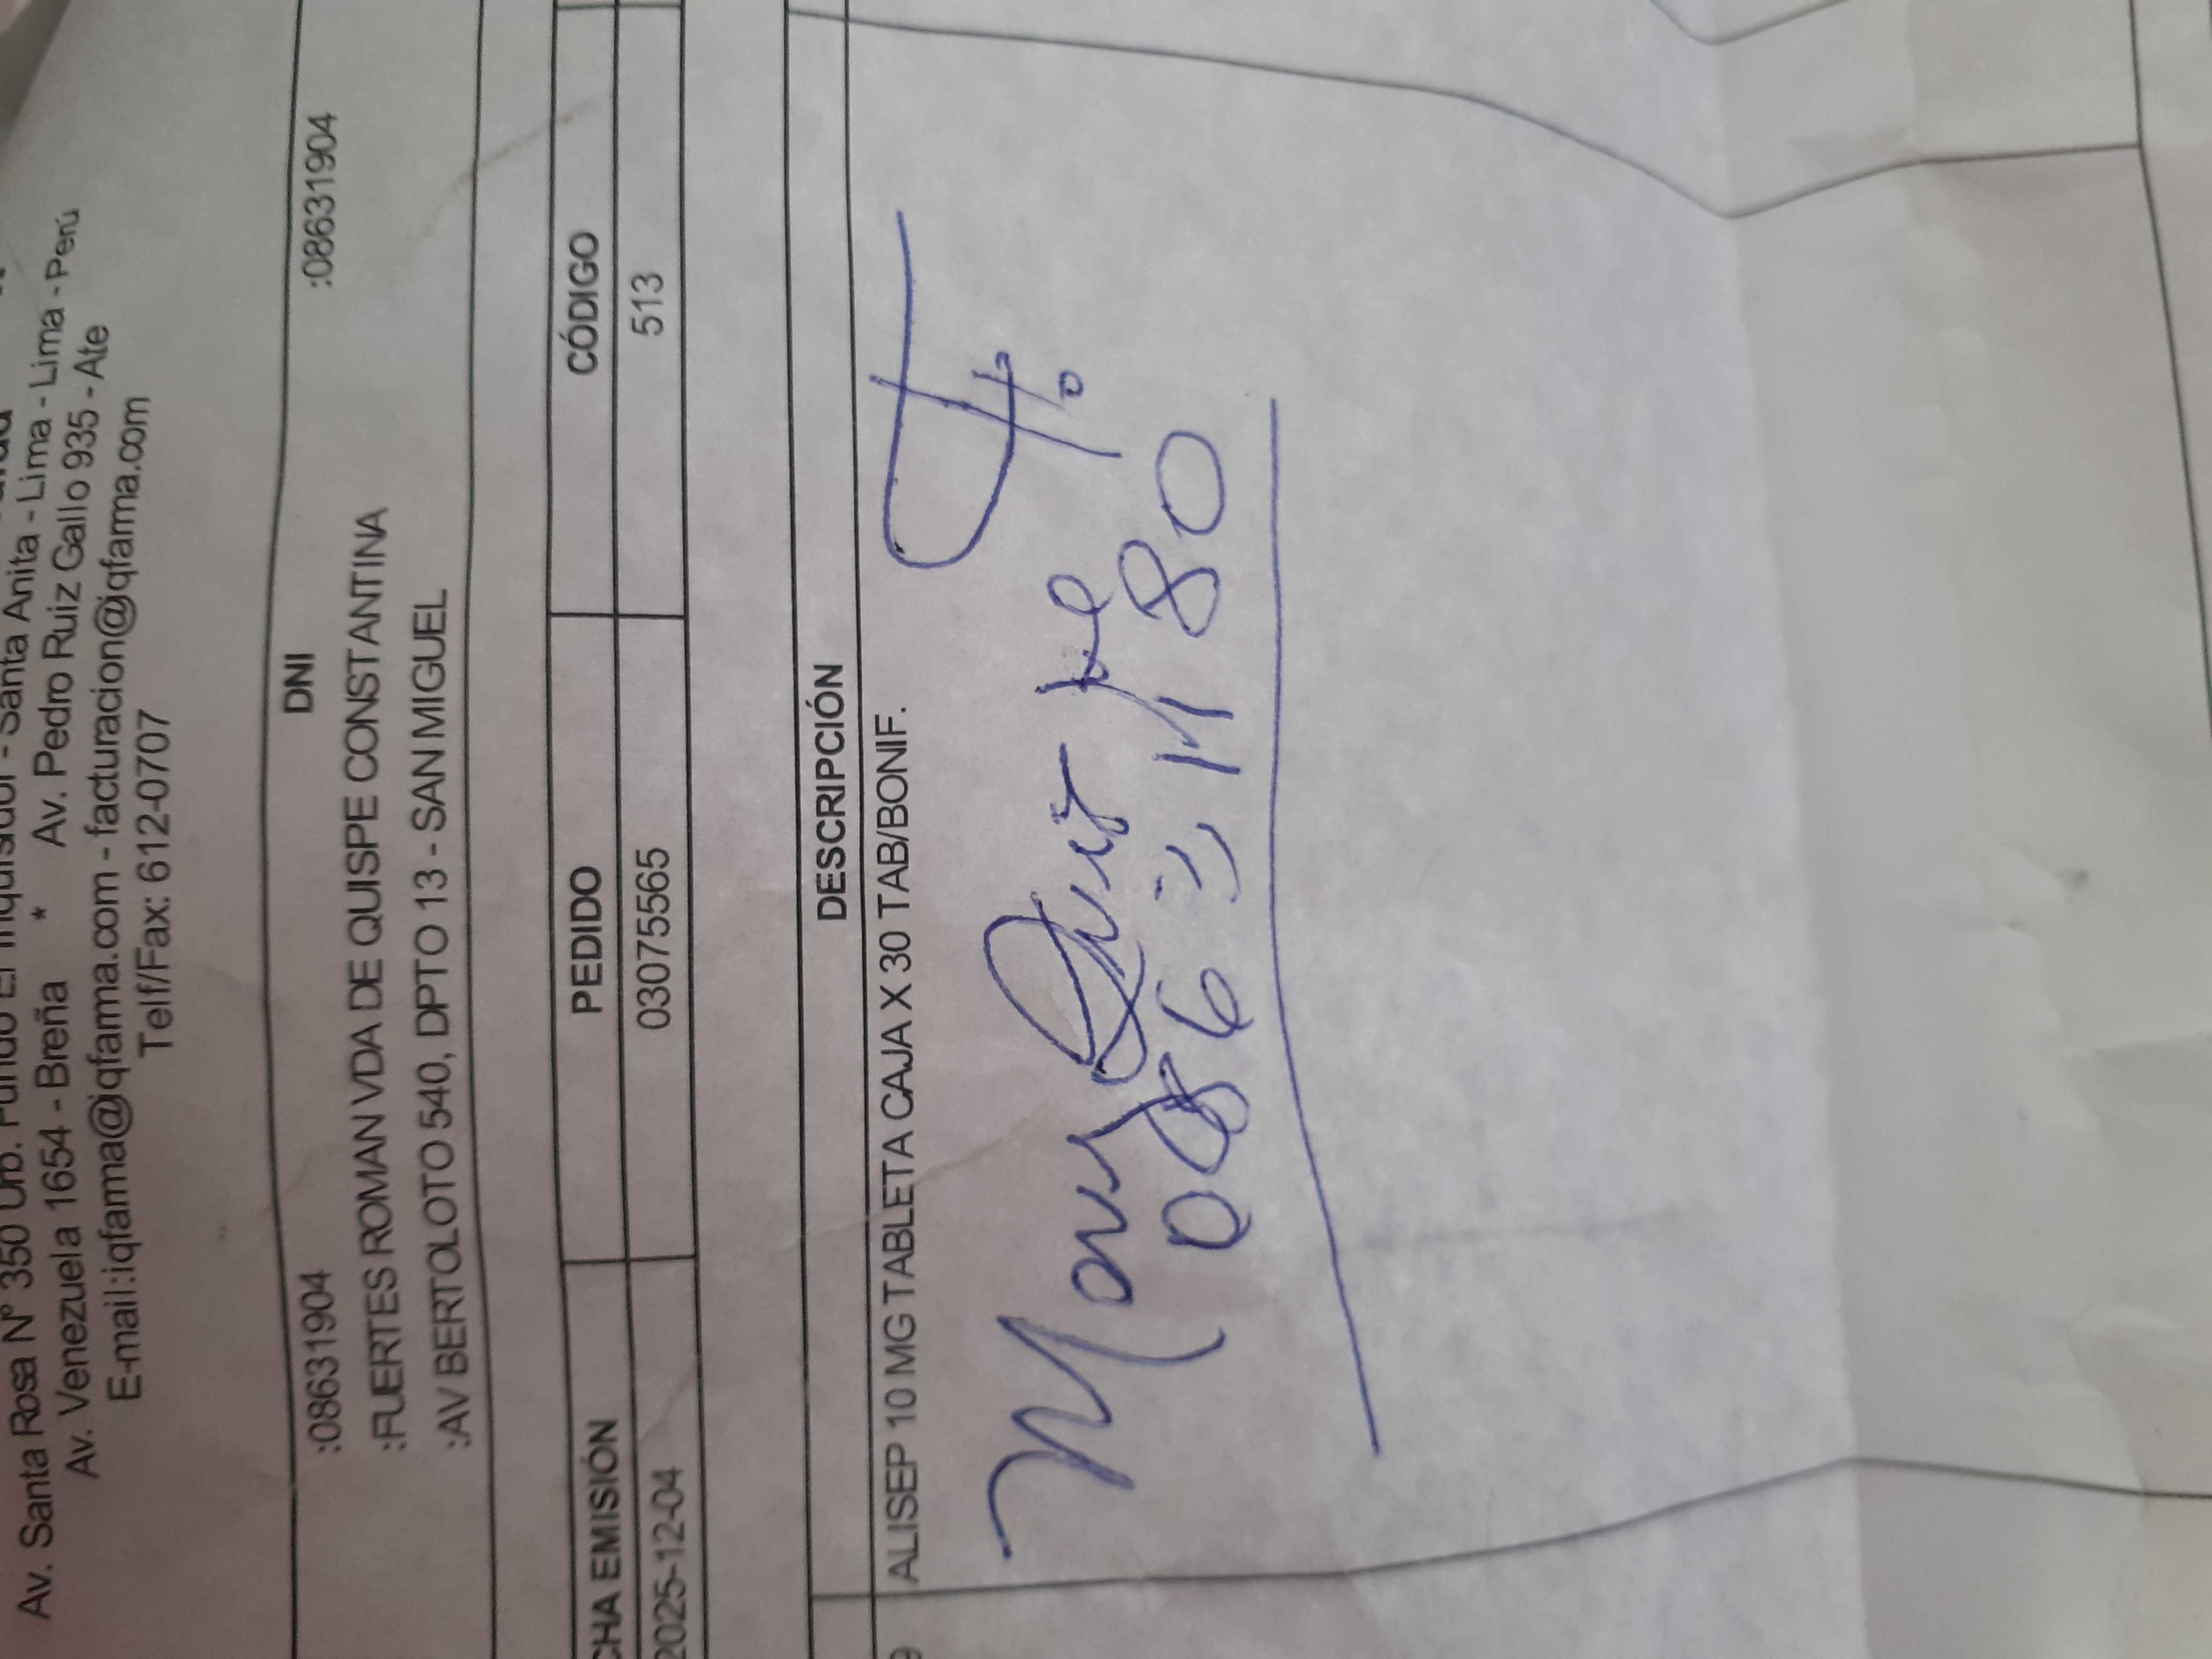 Av. Santa Rosa Nº 350 Urb. Fundo El Inquisidor - Santa Anita - Lima - Lima - Perú
Av. Venezuela 1654 - Breña * Av. Pedro Ruiz Gallo 935 - Ate
E-mail:iqfarma@iqfarma.com - facturacion@iqfarma.com
Telf/Fax: 612-0707
:08631904 DNI :08631904
:FUERTES ROMAN VDA DE QUISPE CONSTANTINA
:AV BERTOLOTO 540, DPTO 13 - SAN MIGUEL
CHA EMISIÓN PEDIDO CÓDIGO
2025-12-04 03075565 513
DESCRIPCIÓN
9 ALISEP 10 MG TABLETA CAJA X 30 TAB/BONIF.